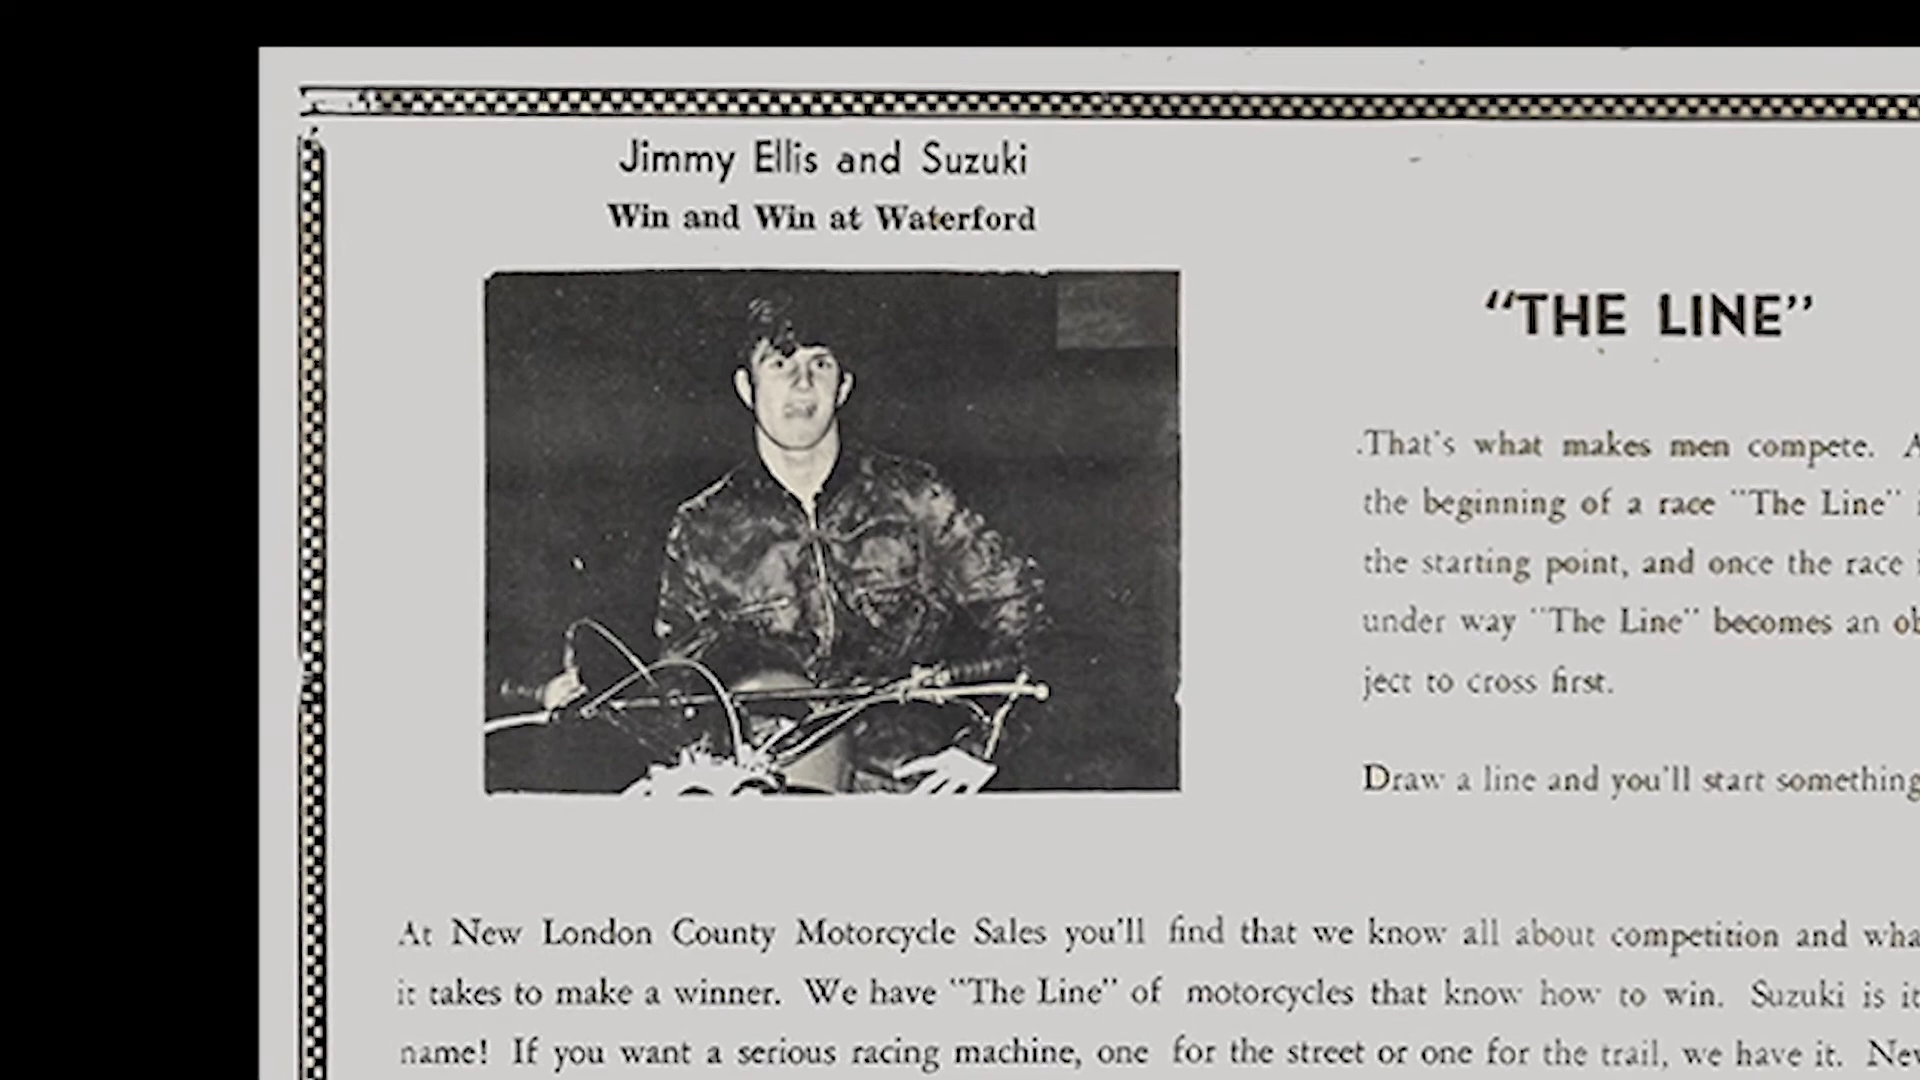 Jimmy Ellis and Suzuki
Win and Win at Waterford
“THE LINE”
.That's what makes men compete. A
the beginning of a race "The Line" i
the starting point, and once the race i
under way "The Line" becomes an ob
ject to cross first.
Draw a line and you'll start something
At New London County Motorcycle Sales you'll find that we know all about competition and wha
it takes to make a winner. We have "The Line" of motorcycles that know how to win. Suzuki is it
name! If you want a serious racing machine, one for the street or one for the trail, we have it. New